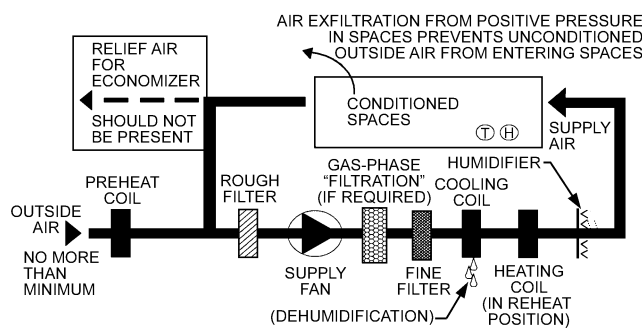 AIR EXFILTRATION FROM POSITIVE PRESSURE
IN SPACES PREVENTS UNCONDITIONED
OUTSIDE AIR FROM ENTERING SPACES
RELIEF AIR
FOR
ECONOMIZER
SHOULD NOT
BE PRESENT
CONDITIONED
SPACES
T H
SUPPLY
AIR
HUMIDIFIER
PREHEAT
COIL
ROUGH
FILTER
GAS-PHASE
“FILTRATION”
(IF REQUIRED)
COOLING
COIL
OUTSIDE
AIR
NO MORE
THAN
MINIMUM
SUPPLY
FAN
FINE
FILTER
HEATING
COIL
(IN REHEAT
POSITION)
(DEHUMIDIFICATION)